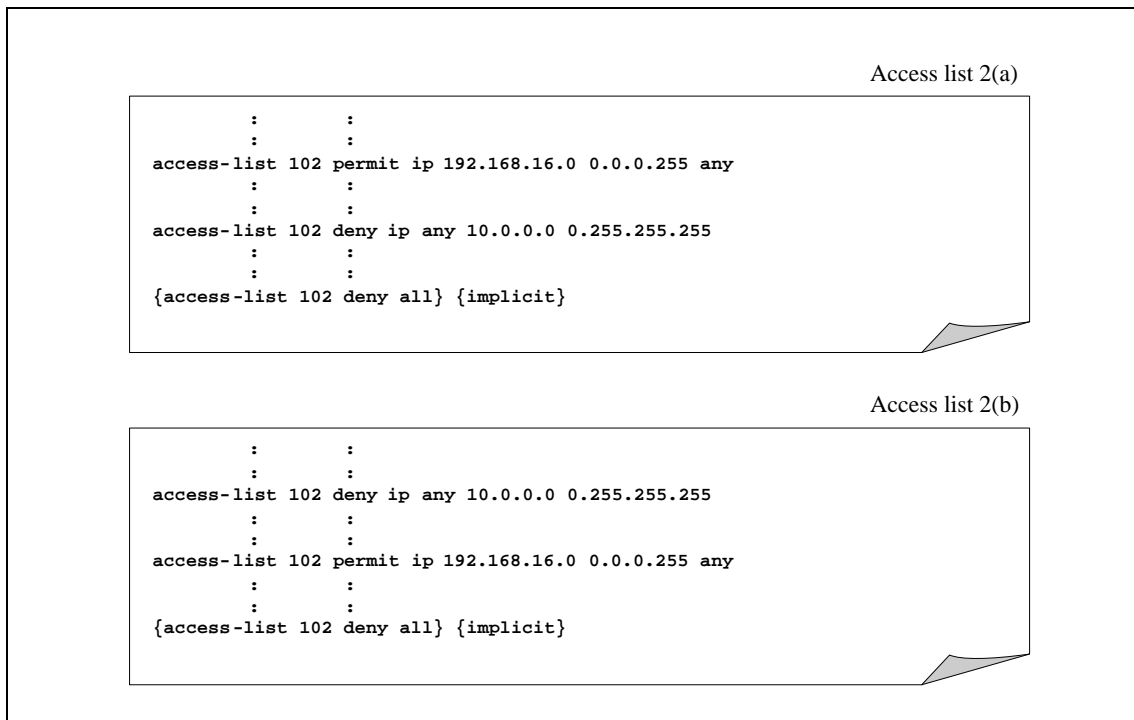 Access list 2(a)
: :
: :
access-list 102 permit ip 192.168.16.0 0.0.0.255 any
: :
: :
access-list 102 deny ip any 10.0.0.0 0.255.255.255
: :
: :
{access-list 102 deny all} {implicit}
Access list 2(b)
: :
: :
access-list 102 deny ip any 10.0.0.0 0.255.255.255
: :
: :
access-list 102 permit ip 192.168.16.0 0.0.0.255 any
: :
: :
{access-list 102 deny all} {implicit}